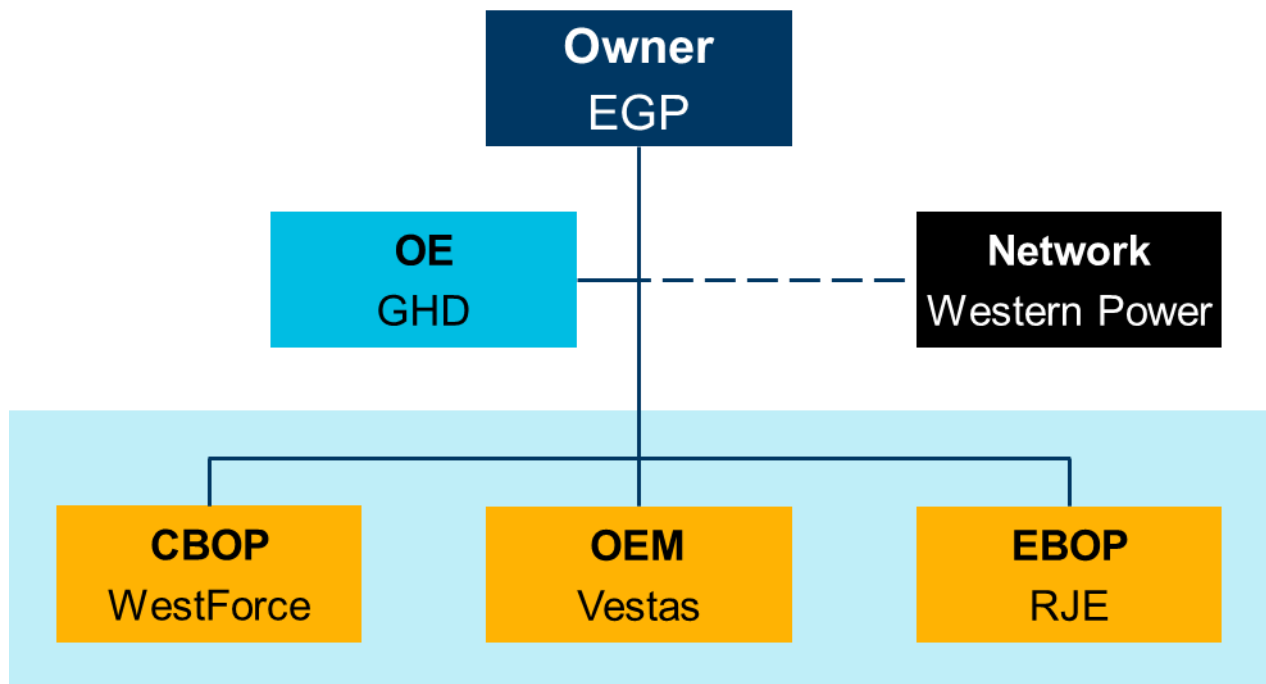 Owner
EGP
OE
GHD
Network
Western Power
CBOP
WestForce
OEM
Vestas
EBOP
RJE